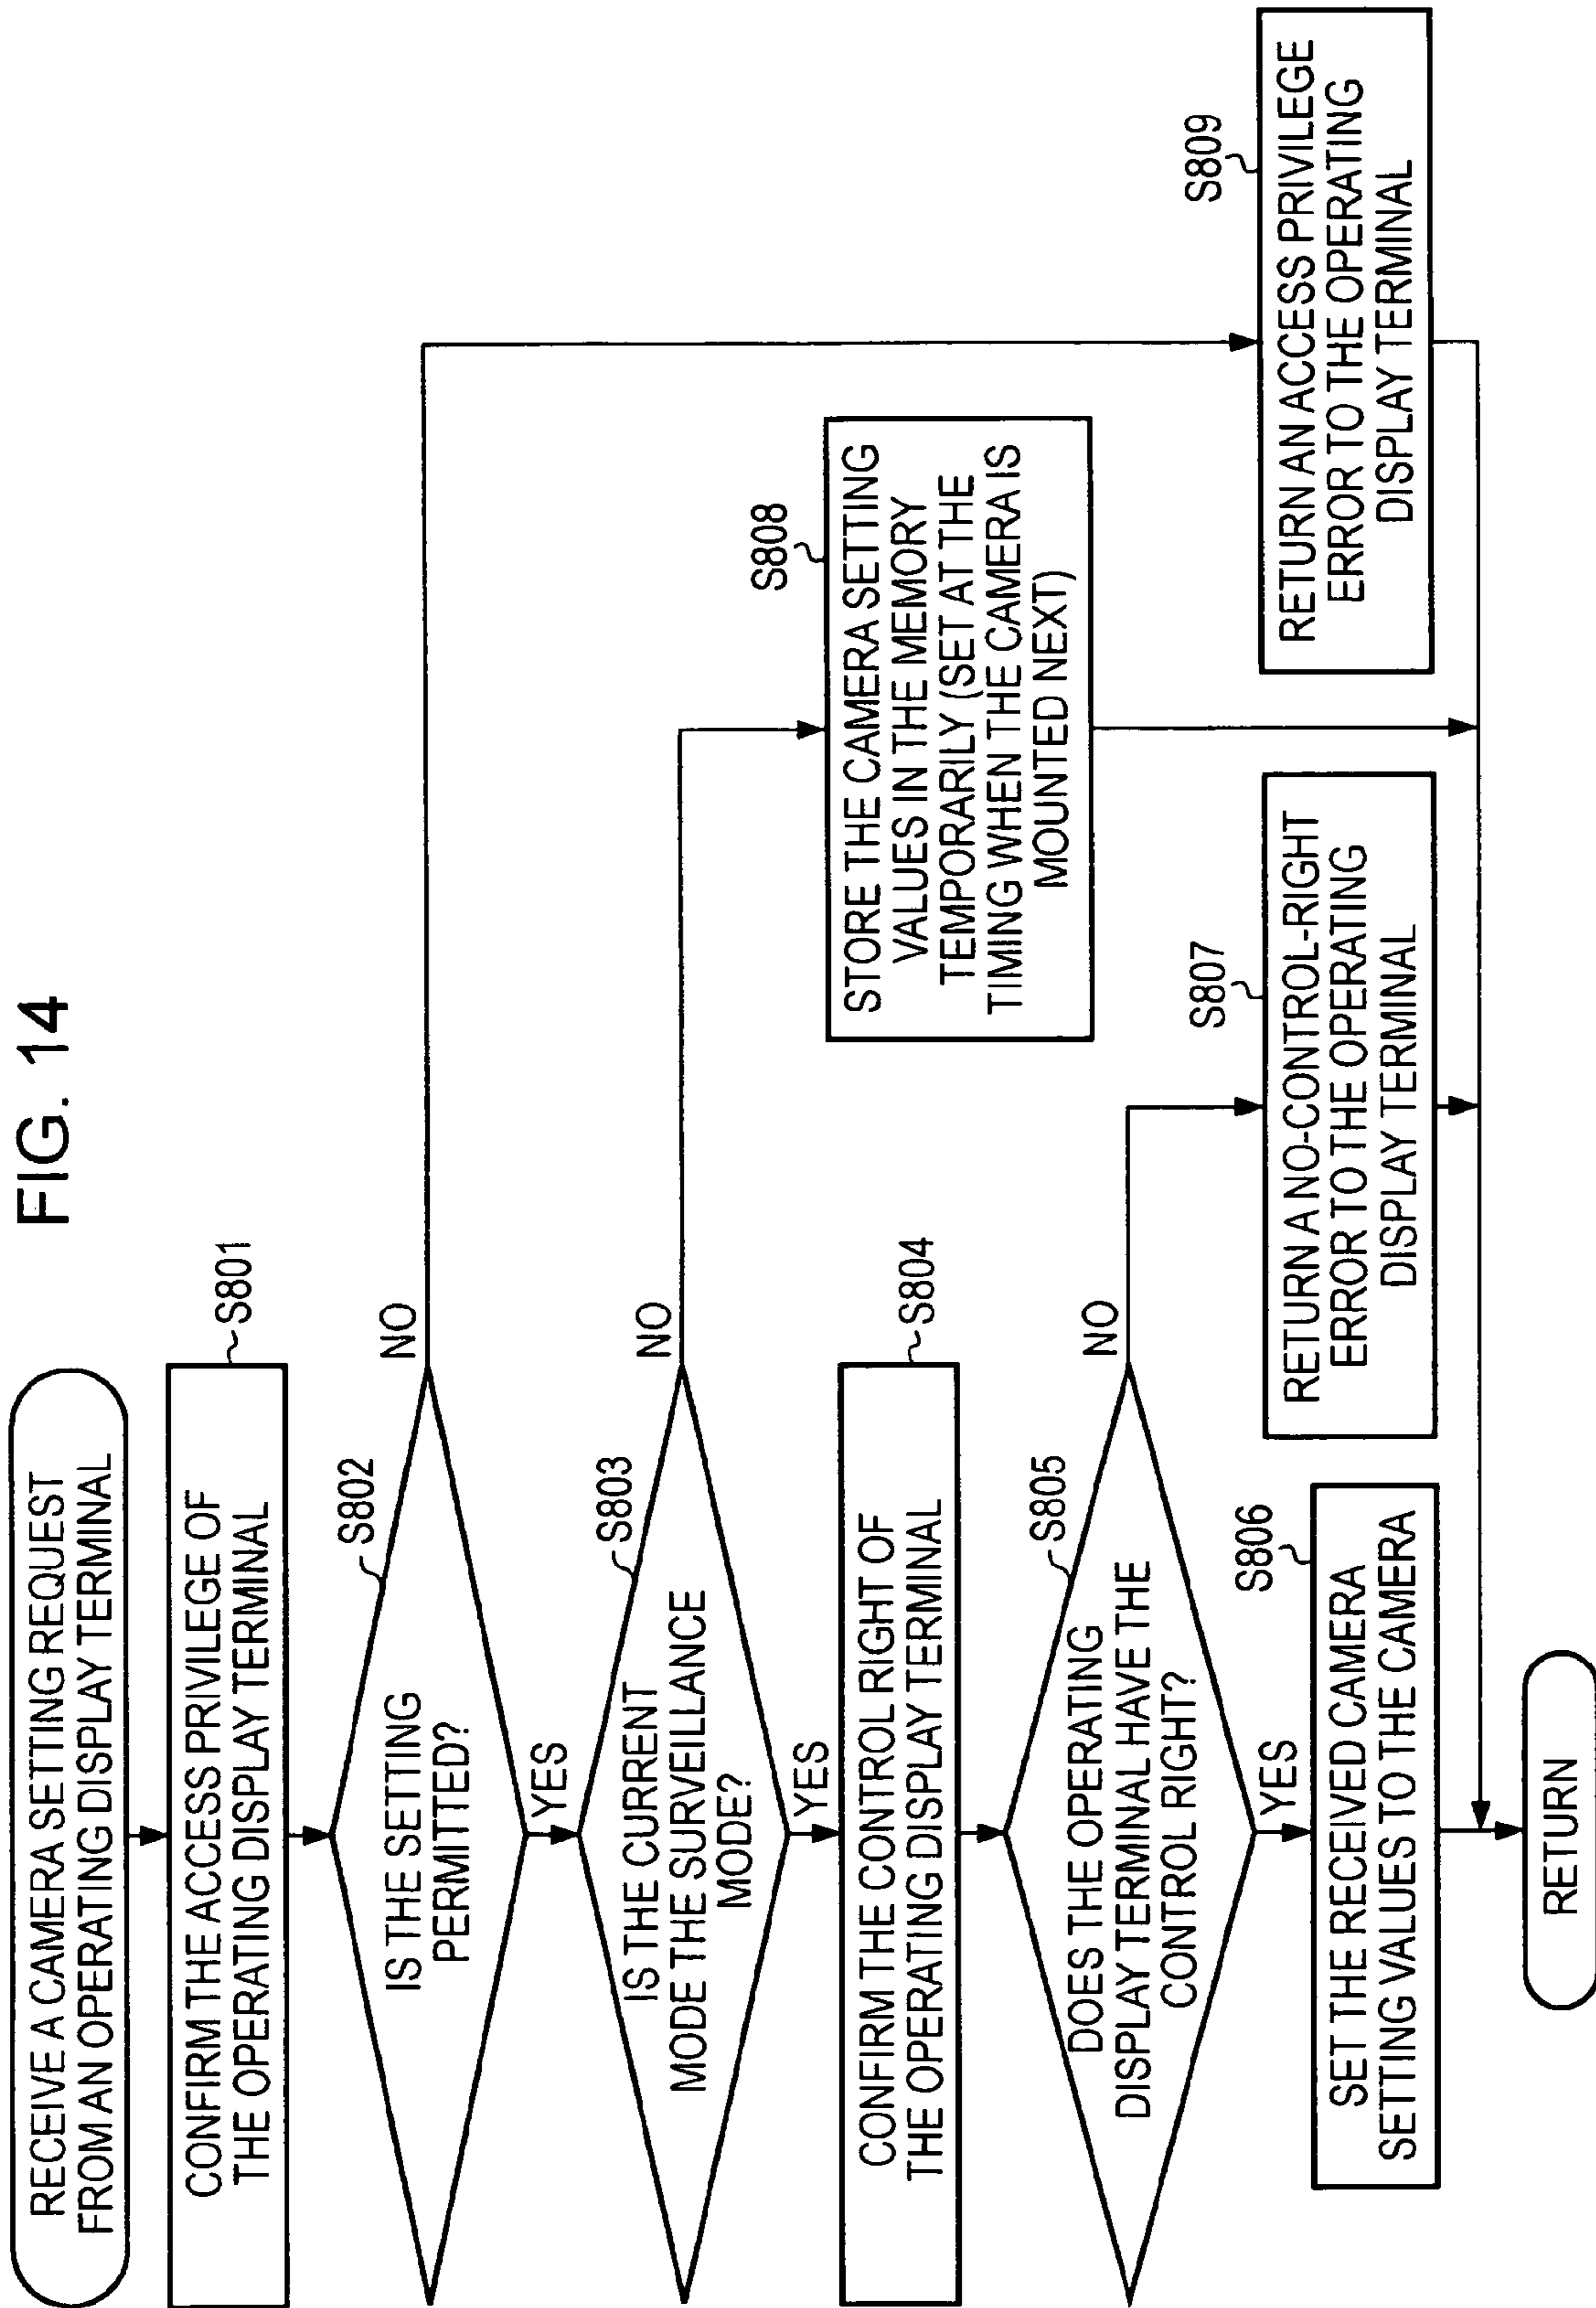 FIG. 14
RECEIVE A CAMERA SETTING REQUEST
FROM AN OPERATING DISPLAY TERMINAL
S801
CONFIRM THE ACCESS PRIVILEGE OF
THE OPERATING DISPLAY TERMINAL
S802
IS THE SETTING
PERMITTED?
NO
YES
S803
IS THE CURRENT
MODE THE SURVEILLANCE
MODE?
NO
YES
S804
CONFIRM THE CONTROL RIGHT OF
THE OPERATING DISPLAY TERMINAL
S805
DOES THE OPERATING
DISPLAY TERMINAL HAVE THE
CONTROL RIGHT?
NO
YES
S806
SET THE RECEIVED CAMERA
SETTING VALUES TO THE CAMERA
S807
RETURN A NO-CONTROL-RIGHT
ERROR TO THE OPERATING
DISPLAY TERMINAL
S808
STORE THE CAMERA SETTING
VALUES IN THE MEMORY
TEMPORARILY (SET AT THE
TIMING WHEN THE CAMERA IS
MOUNTED NEXT)
S809
RETURN AN ACCESS PRIVILEGE
ERROR TO THE OPERATING
DISPLAY TERMINAL
RETURN